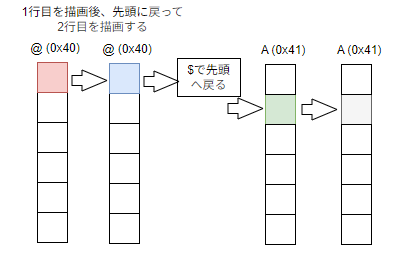 1行目を描画後、先頭に戻って
2行目を描画する
@ (0x40)
@ (0x40)
$で先頭
へ戻る
A (0x41)
A (0x41)